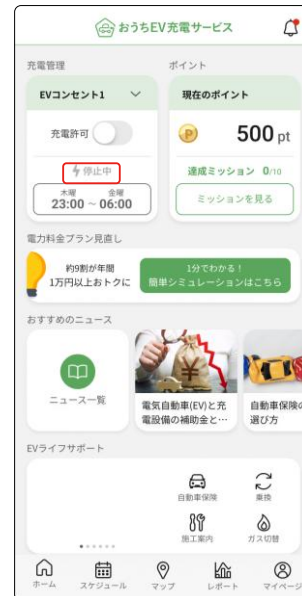 おうちEV充電サービス
充電管理
ポイント
EVコンセント1
現在のポイント
充電許可
P
500 pt
停止中
達成ミッション 0/10
木曜 金曜
23:00 ~ 06:00
ミッションを見る
電力料金プラン見直し
約9割が年間
1万円以上おトクに
1分でわかる！
簡単シミュレーションはこちら
おすすめのニュース
¥
ニュース一覧
電気自動車(EV)と充
電設備の補助金と…
自動車保険の
選び方
EVライフサポート
自動車保険
乗換
施工案内
ガス切替
ホーム
スケジュール
マップ
レポート
マイページ